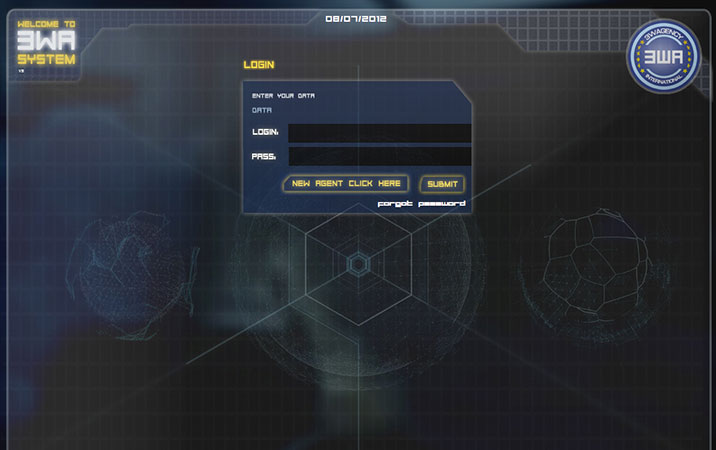 08/07/2012
WELCOME TO
3WA
SYSTEM
V3
3WAGENCY
3WA
INTERNATIONAL
LOGIN
ENTER YOUR DATA
DATA
LOGIN:
PASS:
NEW AGENT CLICK HERE
SUBMIT
forgot password